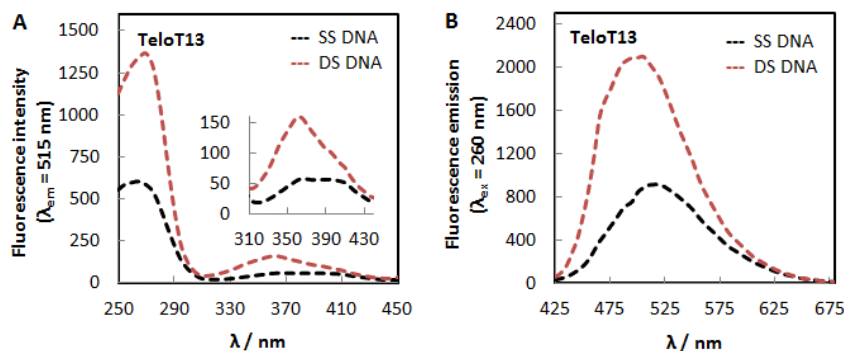 A
TeloT13
SS DNA
DS DNA
Fluorescence intensity
(λem = 515 nm)
1500
1250
1000
750
500
250
0
150
100
50
0
310 350 390 430
250 290 330 370 410 450
λ / nm
B
TeloT13
SS DNA
DS DNA
Fluorescence emission
(λex = 260 nm)
2400
2000
1600
1200
800
400
0
425 475 525 575 625 675
λ / nm